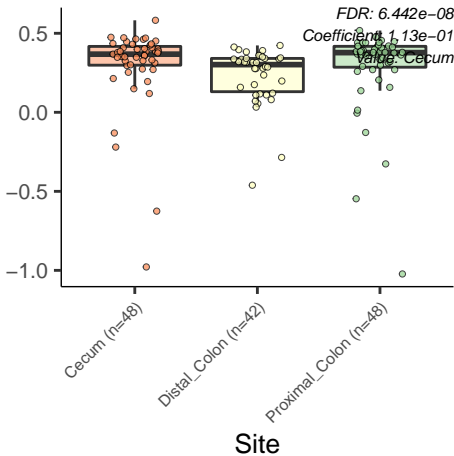 FDR: 6.442e−08
Coefficient: 1.13e−01
Value: Cecum
0.5
0.0
−0.5
−1.0
Cecum (n=48)
Distal_Colon (n=42)
Proximal_Colon (n=48)
Site